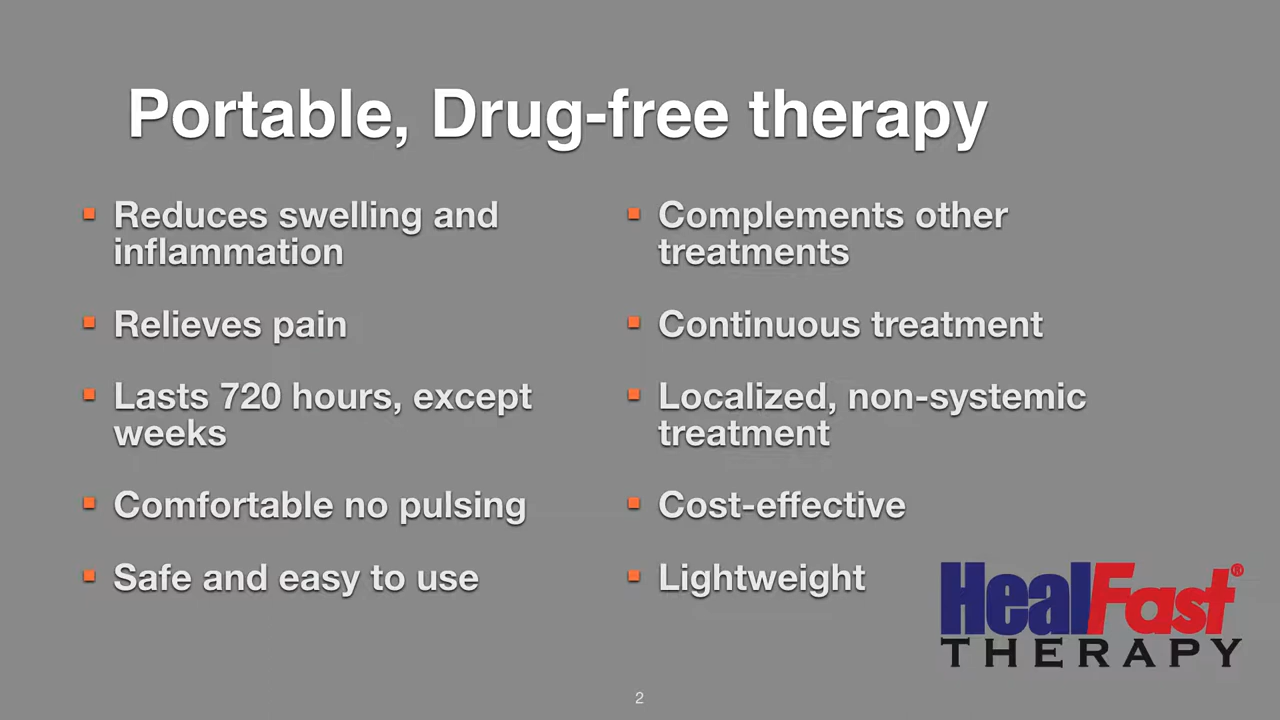 Portable, Drug-free therapy
Reduces swelling and
inflammation
Relieves pain
Lasts 720 hours, except
weeks
Comfortable no pulsing
Safe and easy to use
Complements other
treatments
Continuous treatment
Localized, non-systemic
treatment
Cost-effective
Lightweight
HealFast®
THERAPY
2